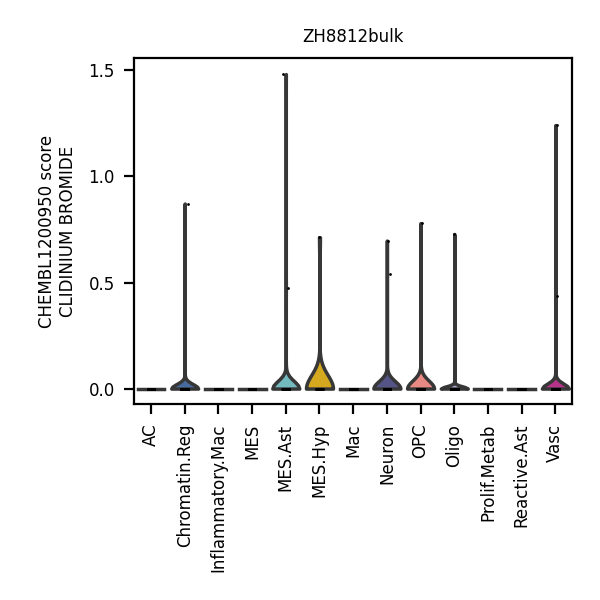 ZH8812bulk
CHEMBL1200950 score
CLIDINIUM BROMIDE
1.5
1.0
0.5
0.0
AC
Chromatin.Reg
Inflammatory.Mac
MES
MES.Ast
MES.Hyp
Mac
Neuron
OPC
Oligo
Prolif.Metab
Reactive.Ast
Vasc